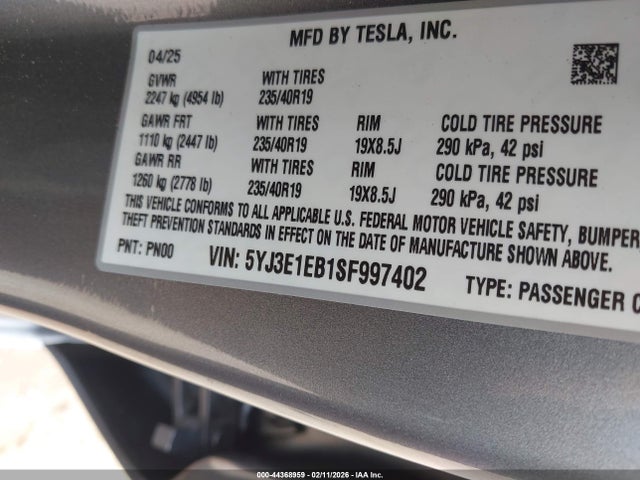 MFD BY TESLA, INC.
04/25
GVWR WITH TIRES
2247 kg (4954 lb) 235/40R19
GAWR FRT WITH TIRES RIM COLD TIRE PRESSURE
1110 kg (2447 lb) 235/40R19 19X8.5J 290 kPa, 42 psi
GAWR RR WITH TIRES RIM COLD TIRE PRESSURE
1260 kg (2778 lb) 235/40R19 19X8.5J 290 kPa, 42 psi
THIS VEHICLE CONFORMS TO ALL APPLICABLE U.S. FEDERAL MOTOR VEHICLE SAFETY, BUMPER,
THEFT PREVENTION STANDARDS IN EFFECT ON THE DATE OF MANUFACTURE SHOWN ABOVE.
PNT: PN00 VIN: 5YJ3E1EB1SF997402 TYPE: PASSENGER C
000-44368959 - 02/11/2026 - IAA Inc.